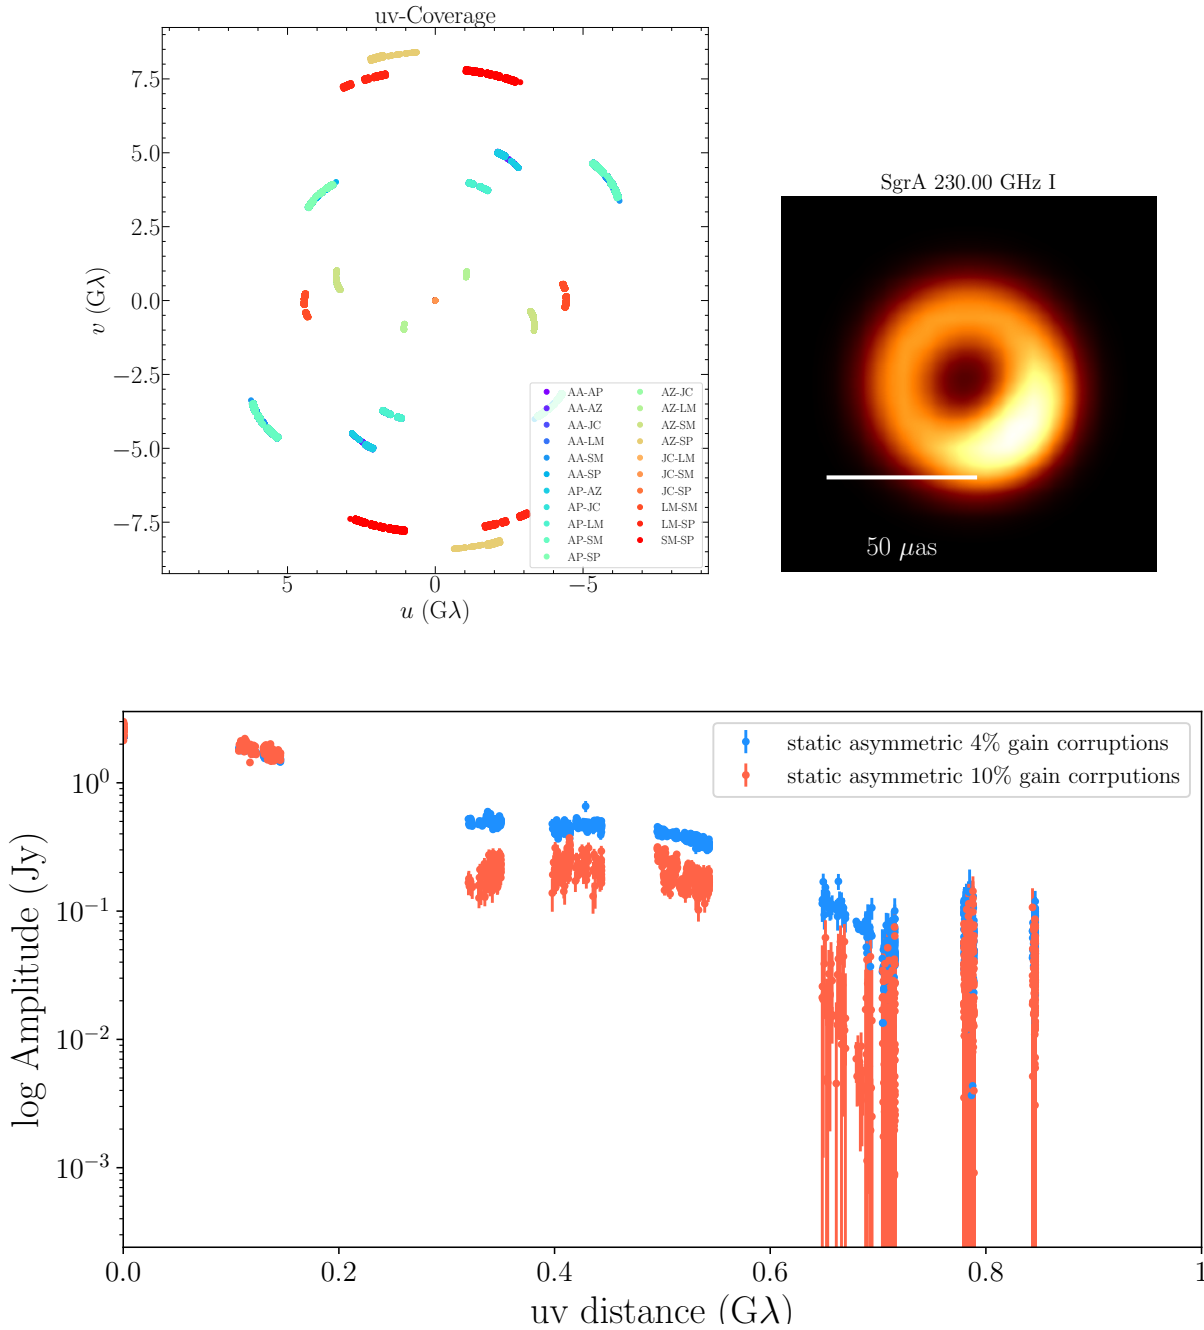 uv-Coverage
7.5
5.0
2.5
0.0
−2.5
−5.0
−7.5
v (Gλ)
5
0
−5
u (Gλ)
AA-AP
AA-AZ
AA-JC
AA-LM
AA-SM
AA-SP
AP-AZ
AP-JC
AP-LM
AP-SM
AP-SP
AZ-JC
AZ-LM
AZ-SM
AZ-SP
JC-LM
JC-SM
JC-SP
LM-SM
LM-SP
SM-SP
SgrA 230.00 GHz I
50 μas
static asymmetric 4% gain corruptions
static asymmetric 10% gain corrputions
log Amplitude (Jy)
10⁰
10⁻¹
10⁻²
10⁻³
0.0
0.2
0.4
0.6
0.8
1
uv distance (Gλ)